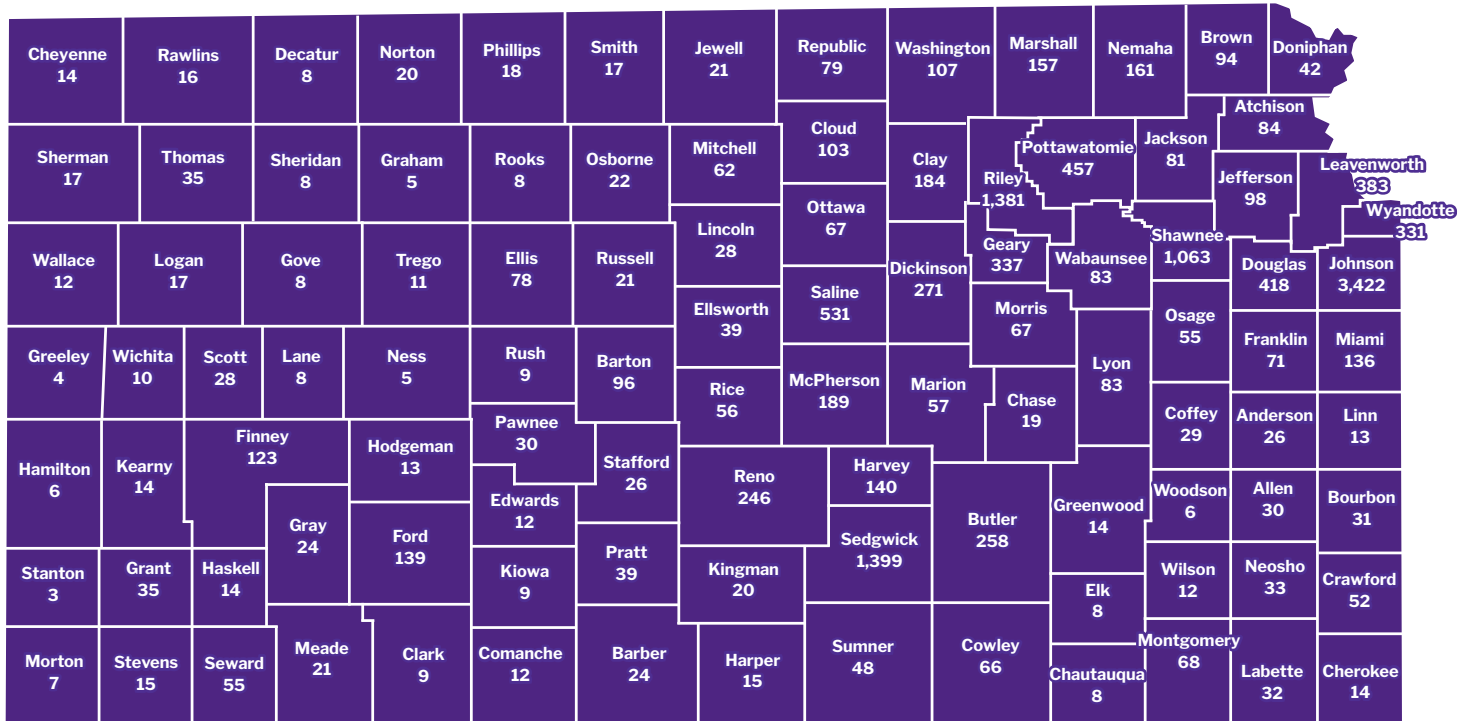 Cheyenne
14
Rawlins
16
Decatur
8
Norton
20
Phillips
18
Smith
17
Jewell
21
Republic
79
Washington
107
Marshall
157
Nemaha
161
Brown
94
Doniphan
42
Sherman
17
Thomas
35
Sheridan
8
Graham
5
Rooks
8
Osborne
22
Mitchell
62
Cloud
103
Clay
184
Riley
1,381
Pottawatomie
457
Jackson
81
Atchison
84
Jefferson
98
Leavenworth
383
Wyandotte
331
Wallace
12
Logan
17
Gove
8
Trego
11
Ellis
78
Russell
21
Lincoln
28
Ottawa
67
Dickinson
271
Geary
337
Wabaunsee
83
Shawnee
1,063
Douglas
418
Johnson
3,422
Ellsworth
39
Saline
531
Morris
67
Osage
55
Franklin
71
Miami
136
Greeley
4
Wichita
10
Scott
28
Lane
8
Ness
5
Rush
9
Barton
96
Rice
56
McPherson
189
Marion
57
Chase
19
Lyon
83
Coffey
29
Anderson
26
Linn
13
Hamilton
6
Kearny
14
Finney
123
Hodgeman
13
Pawnee
30
Stafford
26
Reno
246
Harvey
140
Butler
258
Greenwood
14
Woodson
6
Allen
30
Bourbon
31
Gray
24
Ford
139
Edwards
12
Pratt
39
Kingman
20
Sedgwick
1,399
Stanton
3
Grant
35
Haskell
14
Kiowa
9
Elk
8
Wilson
12
Neosho
33
Crawford
52
Morton
7
Stevens
15
Seward
55
Meade
21
Clark
9
Comanche
12
Barber
24
Harper
15
Sumner
48
Cowley
66
Chautauqua
8
Montgomery
68
Labette
32
Cherokee
14